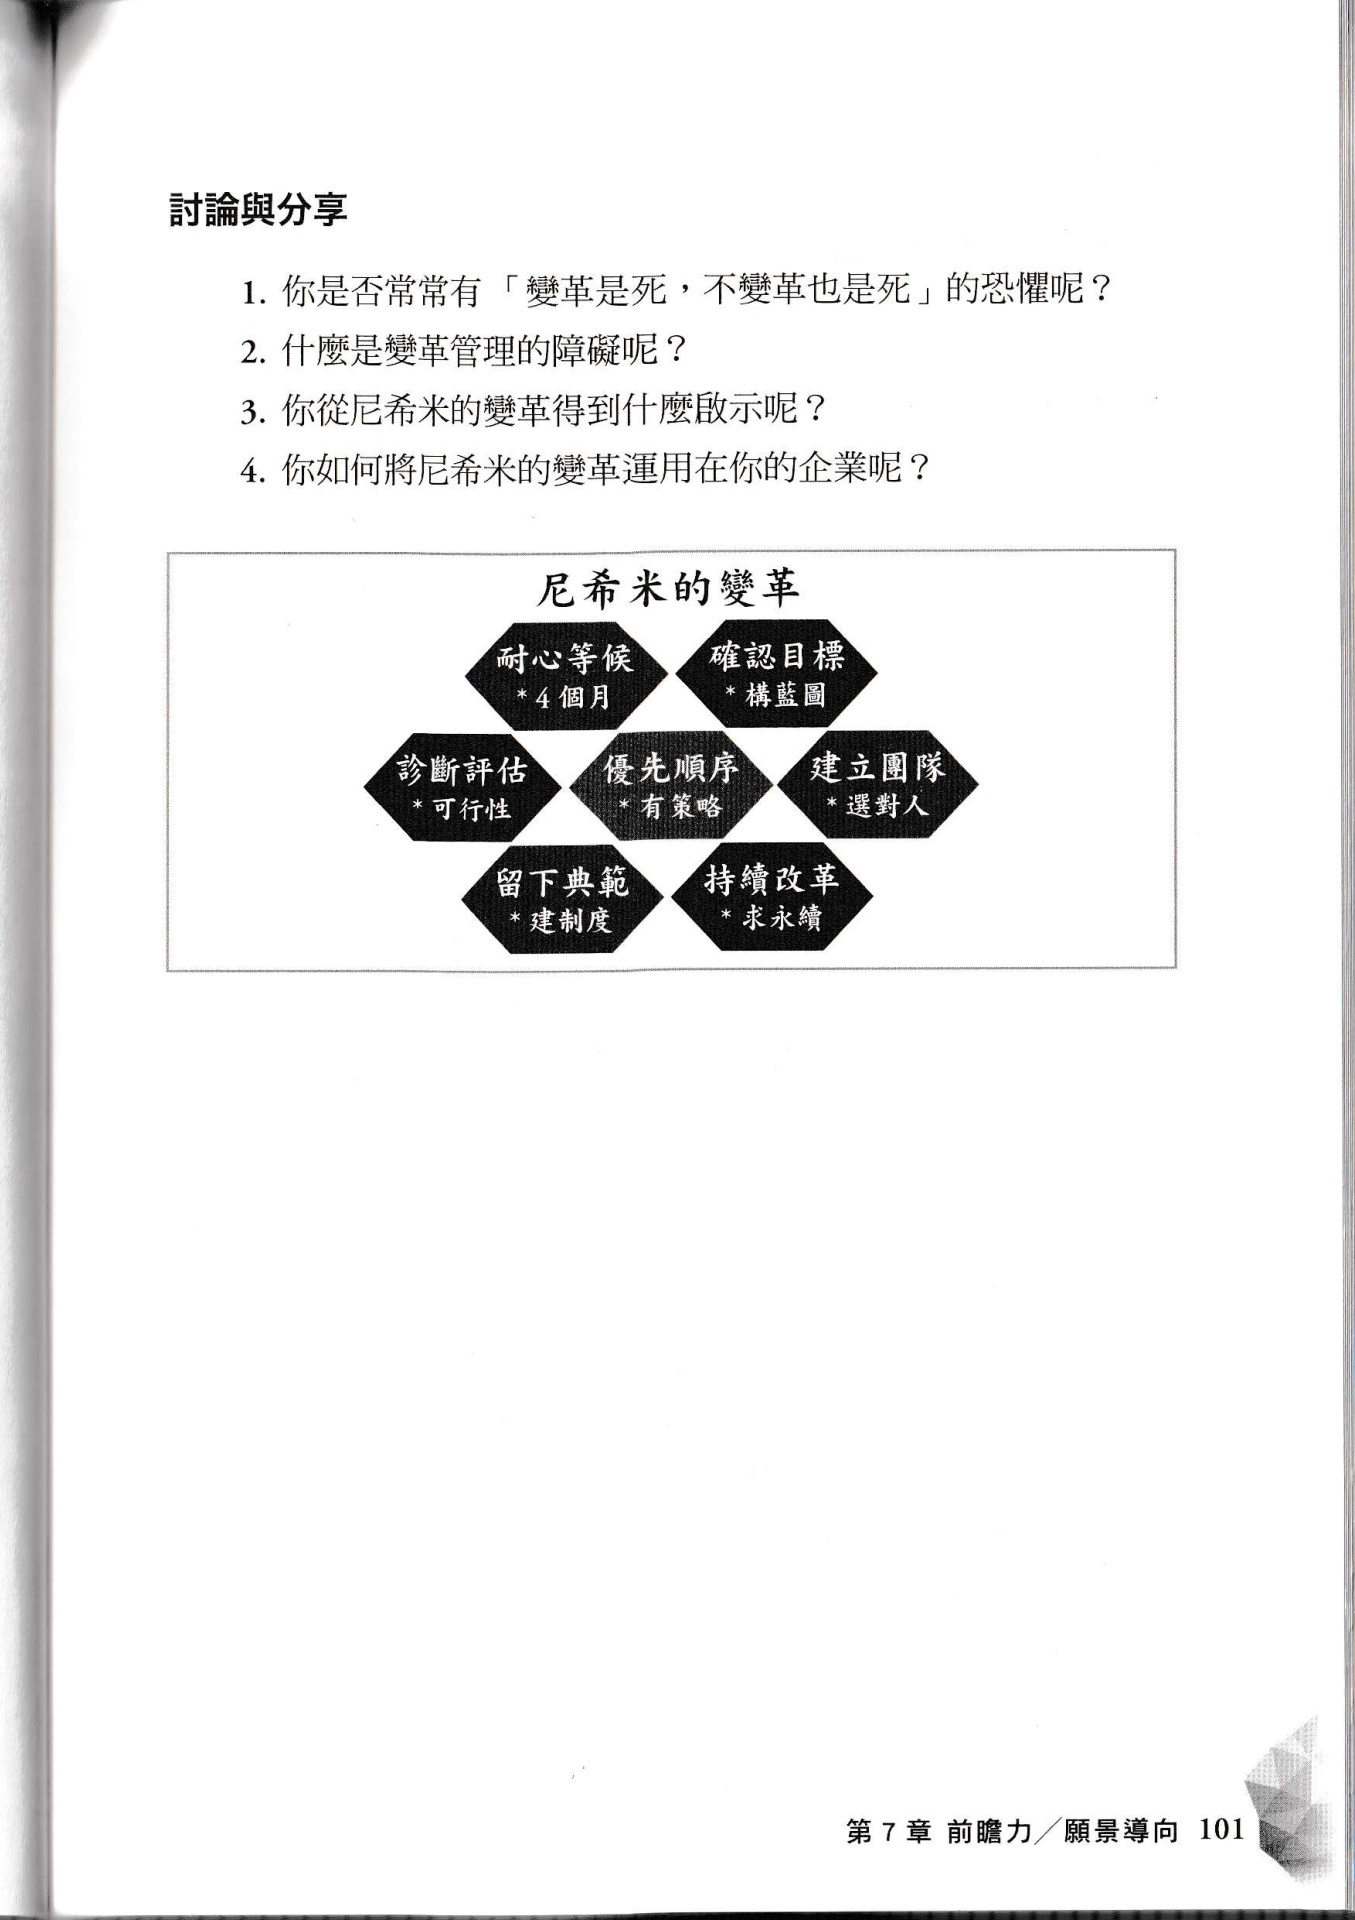 討論與分享
1. 你是否常常有「變革是死，不變革也是死」的恐懼呢？
2. 什麼是變革管理的障礙呢？
3. 你從尼希米的變革得到什麼啟示呢？
4. 你如何將尼希米的變革運用在你的企業呢？
尼希米的變革
耐心等候
*4個月
確認目標
*構藍圖
診斷評估
*可行性
優先順序
*有策略
建立團隊
*選對人
留下典範
*建制度
持續改革
*求永續
第7章 前瞻力／願景導向 101